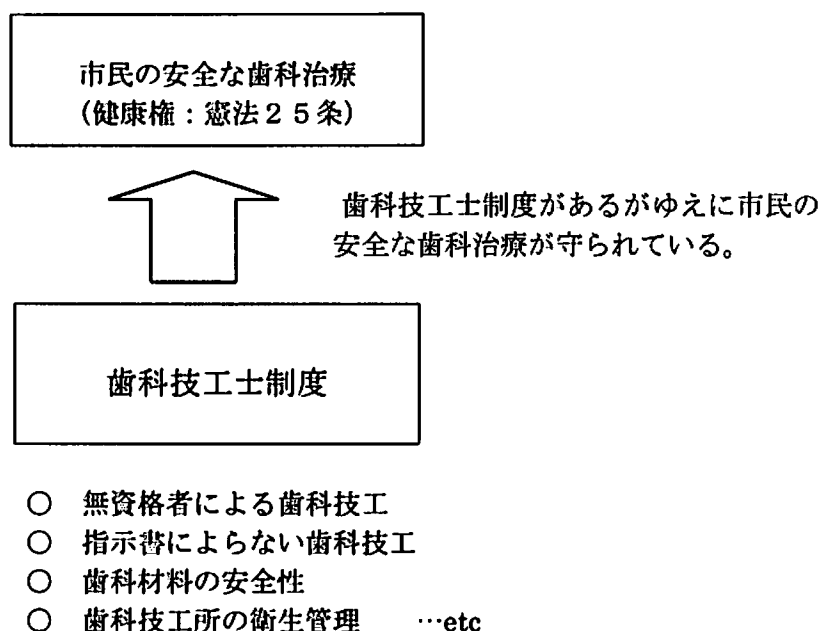 市民の安全な歯科治療
(健康権：憲法２５条)
歯科技工士制度があるがゆえに市民の
安全な歯科治療が守られている。
歯科技工士制度
○ 無資格者による歯科技工
○ 指示書によらない歯科技工
○ 歯科材料の安全性
○ 歯科技工所の衛生管理 …etc